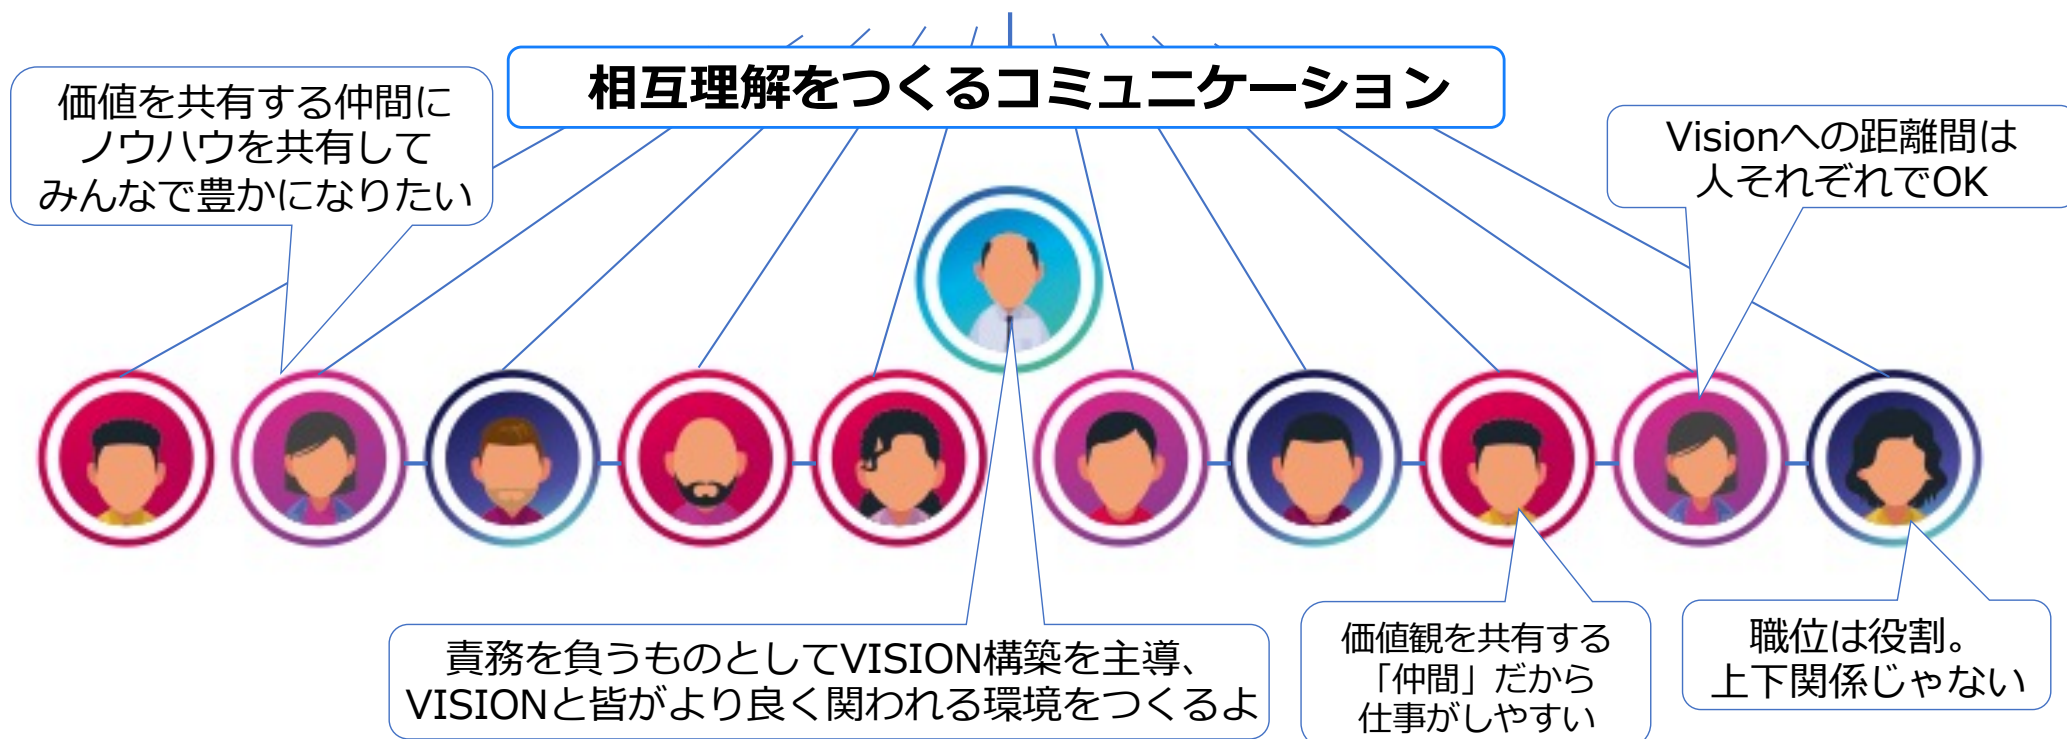 相互理解をつくるコミュニケーション
価値を共有する仲間に
ノウハウを共有して
みんなで豊かになりたい
Visionへの距離間は
人それぞれでOK
責務を負うものとしてVISION構築を主導、
VISIONと皆がより良く関われる環境をつくるよ
価値観を共有する
「仲間」だから
仕事がしやすい
職位は役割。
上下関係じゃない